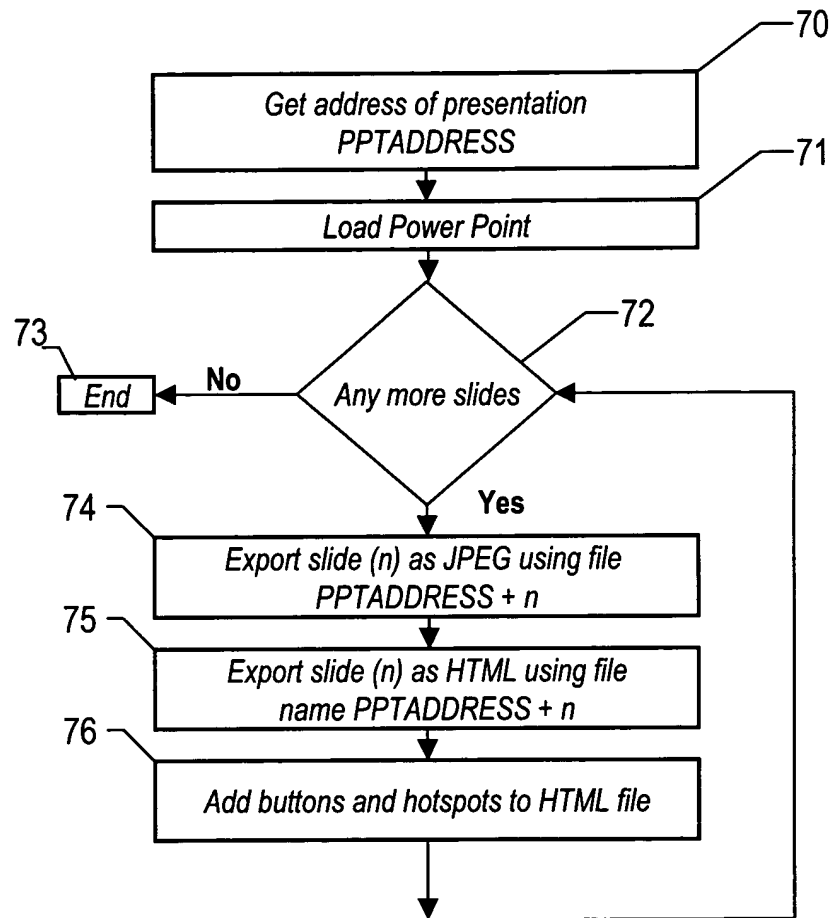 70
Get address of presentation
PPTADDRESS
71
Load Power Point
72
73
Any more slides
No
End
Yes
74
Export slide (n) as JPEG using file
PPTADDRESS + n
75
Export slide (n) as HTML using file
name PPTADDRESS + n
76
Add buttons and hotspots to HTML file